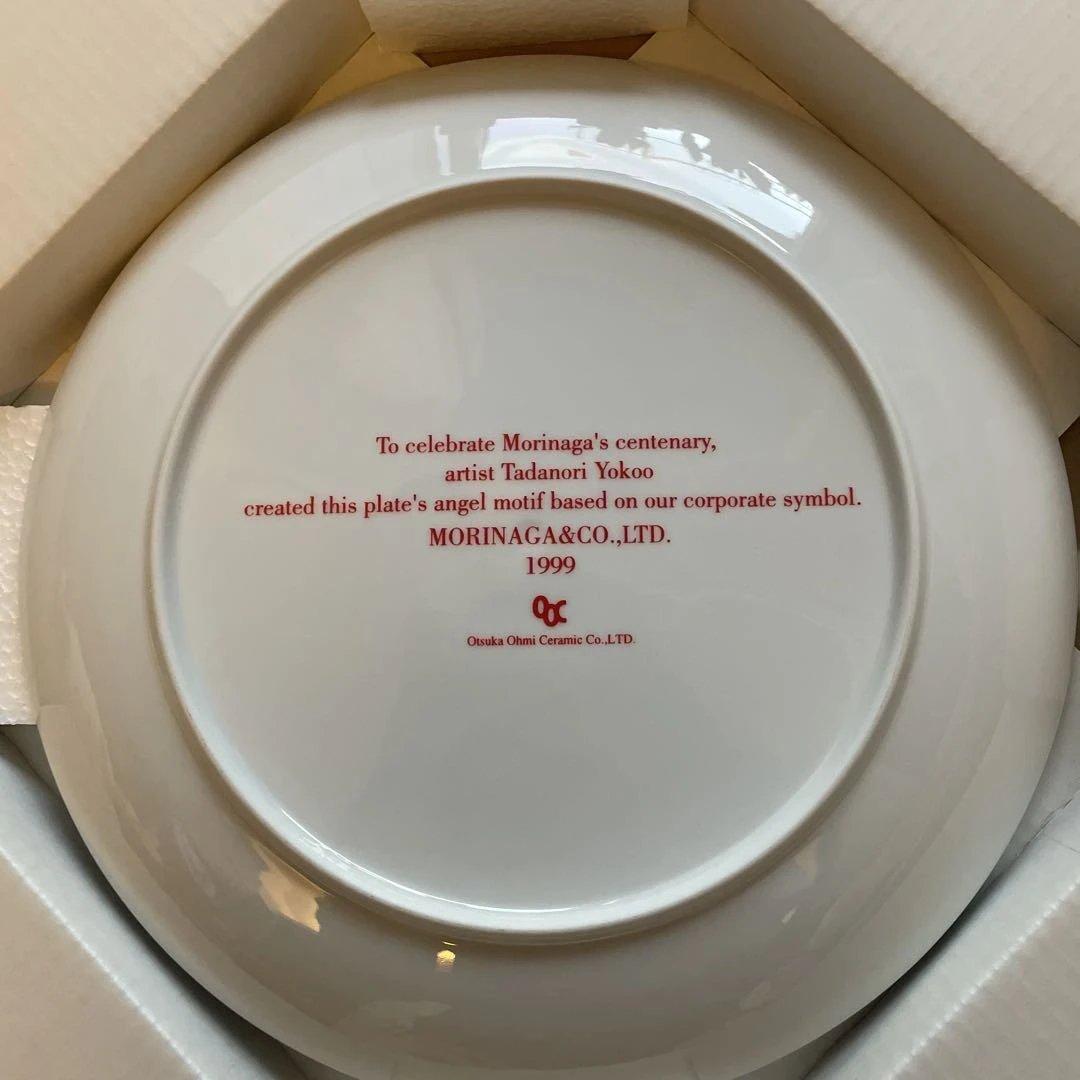 To celebrate Morinaga's centenary,
artist Tadanori Yokoo
created this plate's angel motif based on our corporate symbol.
MORINAGA&CO.,LTD.
1999
OOC
Otsuka Ohmi Ceramic Co.,LTD.